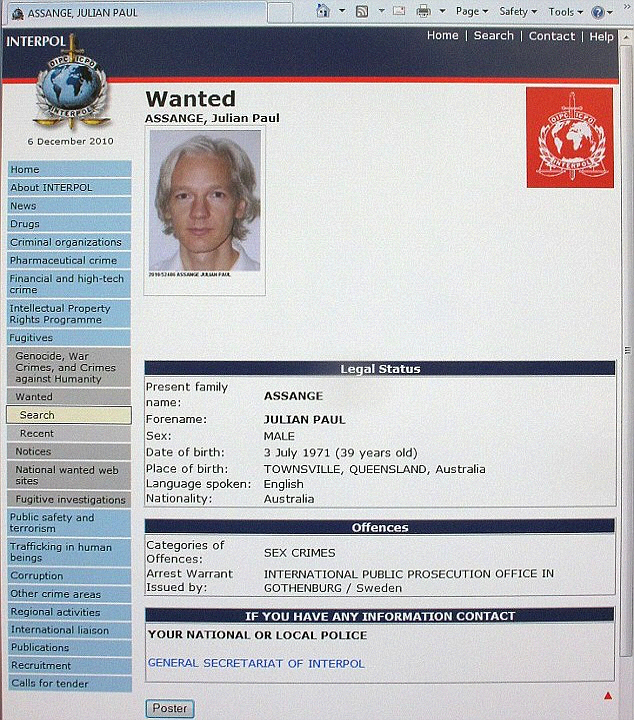 ASSANGE, JULIAN PAUL
Page Safety Tools
INTERPOL
Home | Search | Contact | Help
OIPC ICPO
INTERPOL
6 December 2010
Home
About INTERPOL
News
Drugs
Criminal organizations
Pharmaceutical crime
Financial and high-tech
crime
Intellectual Property
Rights Programme
Fugitives
Genocide, War
Crimes, and Crimes
against Humanity
Wanted
Search
Recent
Notices
National wanted web
sites
Fugitive investigations
Public safety and
terrorism
Trafficking in human
beings
Corruption
Other crime areas
Regional activities
International liaison
Publications
Recruitment
Calls for tender
Wanted
ASSANGE, Julian Paul
OIPC ICPO
INTERPOL
2010/52486 ASSANGE JULIAN PAUL
Legal Status
Present family
name: ASSANGE
Forename: JULIAN PAUL
Sex: MALE
Date of birth: 3 July 1971 (39 years old)
Place of birth: TOWNSVILLE, QUEENSLAND, Australia
Language spoken: English
Nationality: Australia
Offences
Categories of
Offences: SEX CRIMES
Arrest Warrant INTERNATIONAL PUBLIC PROSECUTION OFFICE IN
Issued by: GOTHENBURG / Sweden
IF YOU HAVE ANY INFORMATION CONTACT
YOUR NATIONAL OR LOCAL POLICE
GENERAL SECRETARIAT OF INTERPOL
Poster